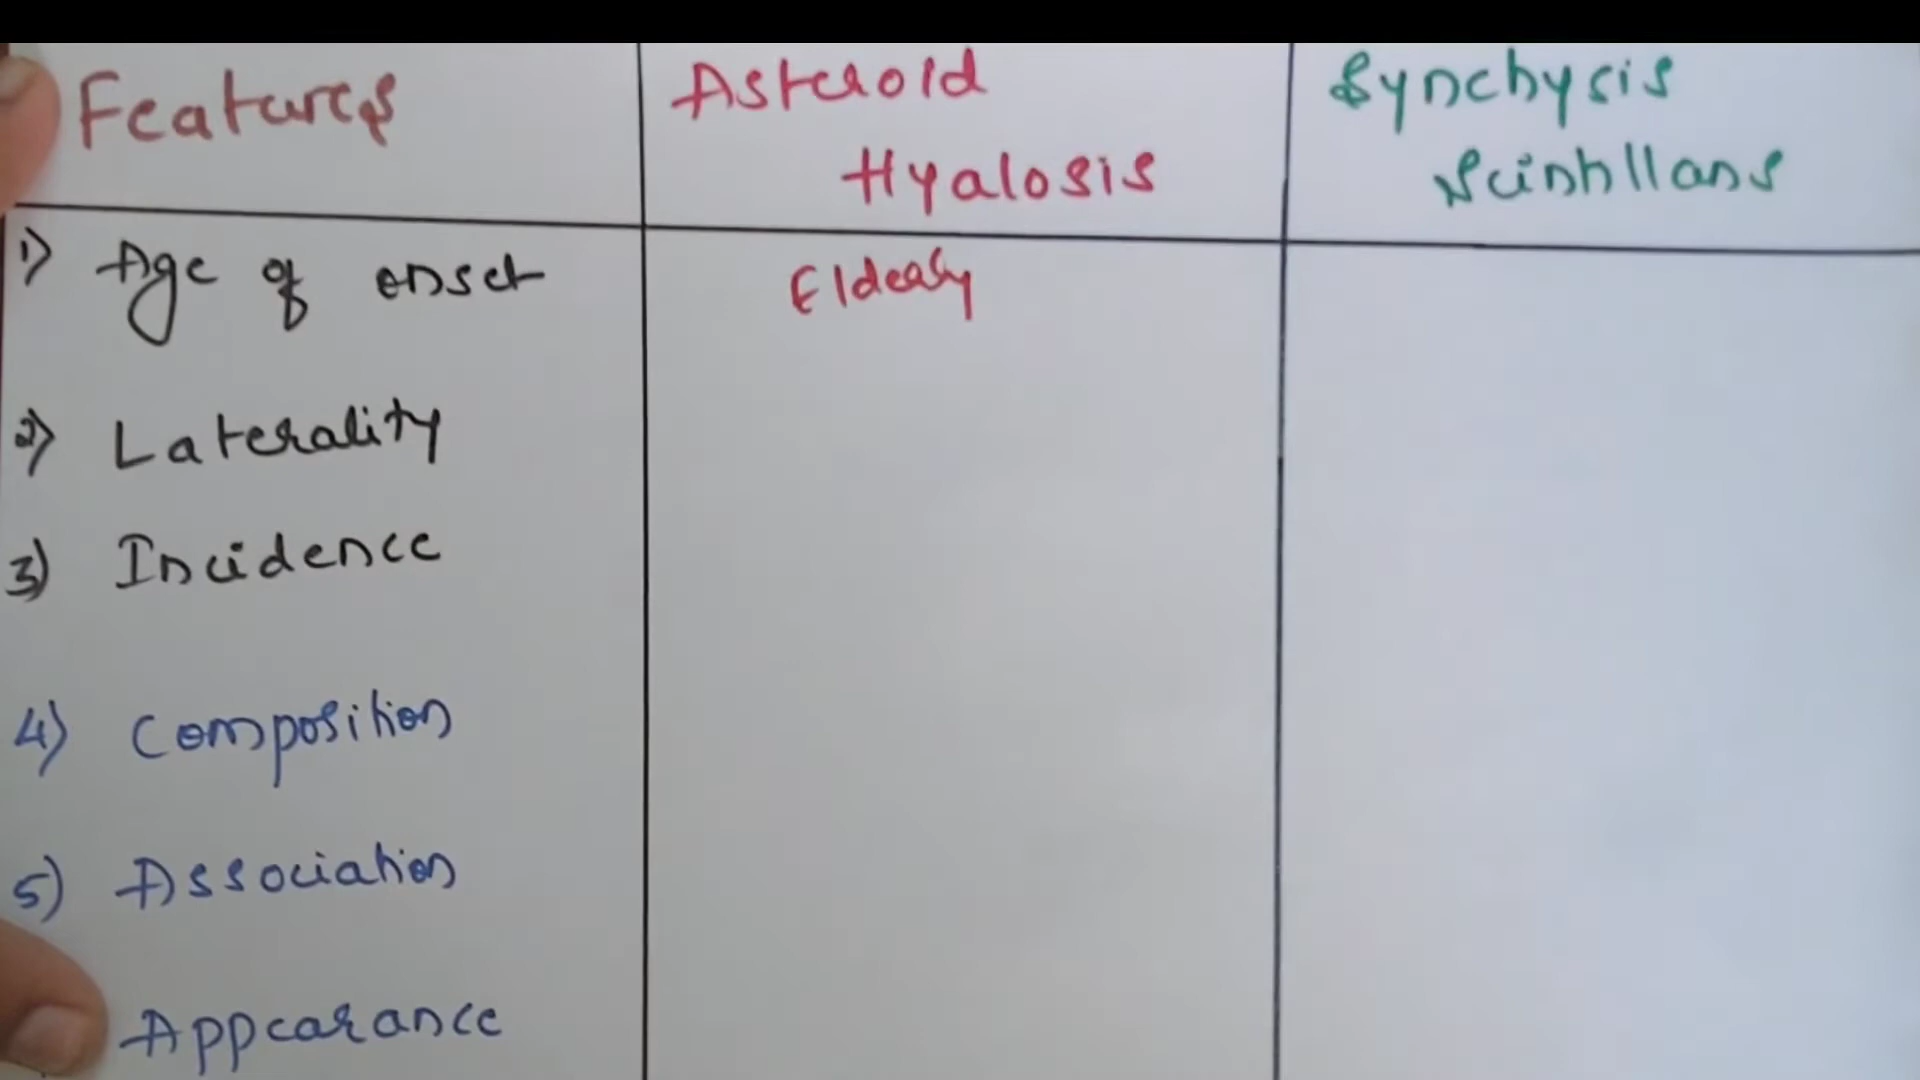 Features
Asteroid
Hyalosis
Synchysis
Scintillans
1) Age of onset
Elderly
2) Laterality
3) Incidence
4) Composition
5) Association
Appearance